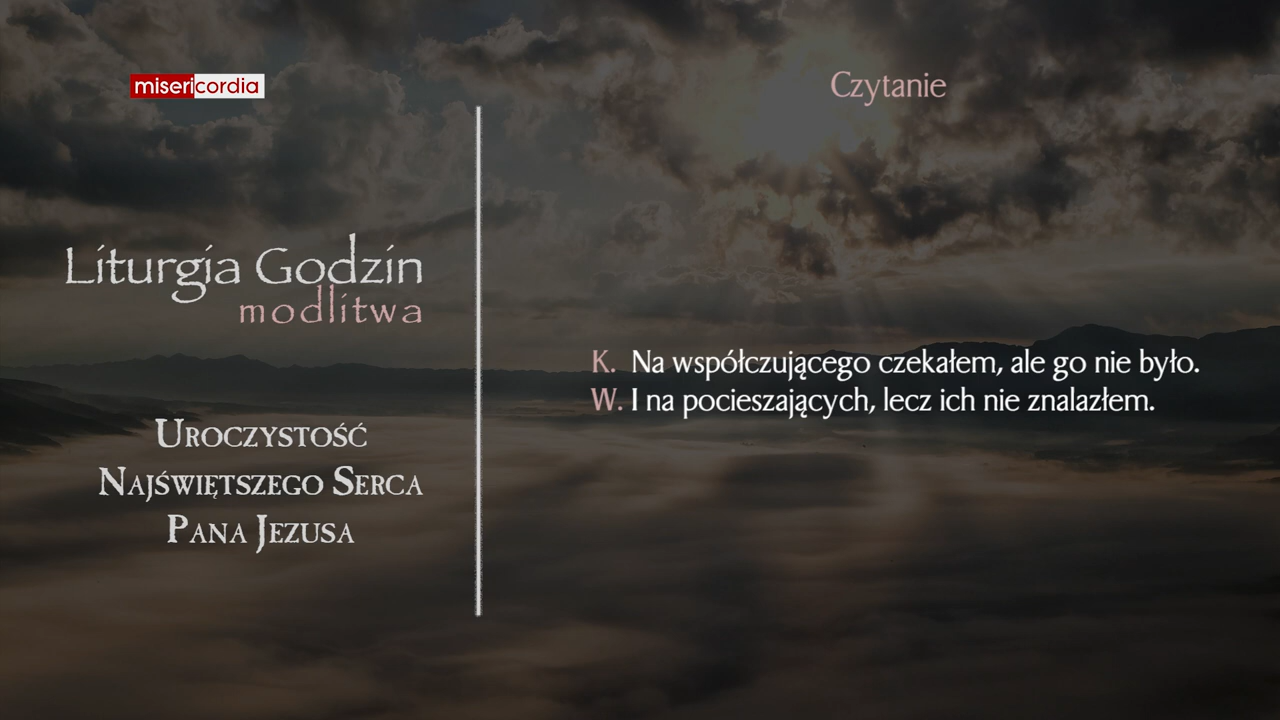 misericordia
Liturgia Godzin
modlitwa
Uroczystość
Najświętszego Serca
Pana Jezusa
Czytanie
K. Na współczującego czekałem, ale go nie było.
W. I na pocieszających, lecz ich nie znalazłem.